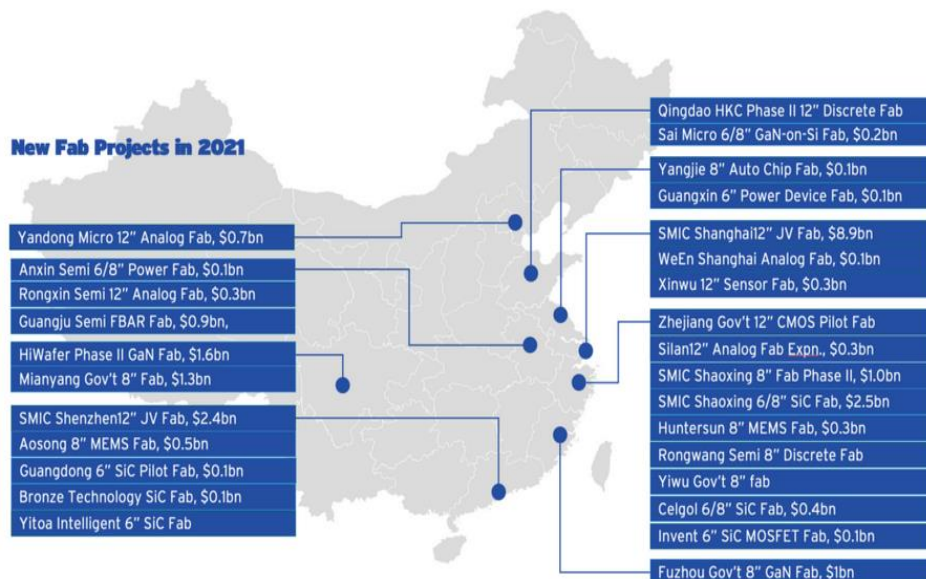 New Fab Projects in 2021
Yandong Micro 12” Analog Fab, $0.7bn
Anxin Semi 6/8” Power Fab, $0.1bn
Rongxin Semi 12” Analog Fab, $0.3bn
Guangju Semi FBAR Fab, $0.9bn,
HiWafer Phase II GaN Fab, $1.6bn
Mianyang Gov't 8” Fab, $1.3bn
SMIC Shenzhen12” JV Fab, $2.4bn
Aosong 8” MEMS Fab, $0.5bn
Guangdong 6” SiC Pilot Fab, $0.1bn
Bronze Technology SiC Fab, $0.1bn
Yitoa Intelligent 6” SiC Fab
Qingdao HKC Phase II 12” Discrete Fab
Sai Micro 6/8” GaN-on-Si Fab, $0.2bn
Yangjie 8” Auto Chip Fab, $0.1bn
Guangxin 6” Power Device Fab, $0.1bn
SMIC Shanghai12” JV Fab, $8.9bn
WeEn Shanghai Analog Fab, $0.1bn
Xinwu 12” Sensor Fab, $0.3bn
Zhejiang Gov't 12” CMOS Pilot Fab
Silan12” Analog Fab Expn., $0.3bn
SMIC Shaoxing 8” Fab Phase II, $1.0bn
SMIC Shaoxing 6/8” SiC Fab, $2.5bn
Huntersun 8” MEMS Fab, $0.3bn
Rongwang Semi 8” Discrete Fab
Yiwu Gov't 8” fab
Celgol 6/8” SiC Fab, $0.4bn
Invent 6” SiC MOSFET Fab, $0.1bn
Fuzhou Gov't 8” GaN Fab, $1bn